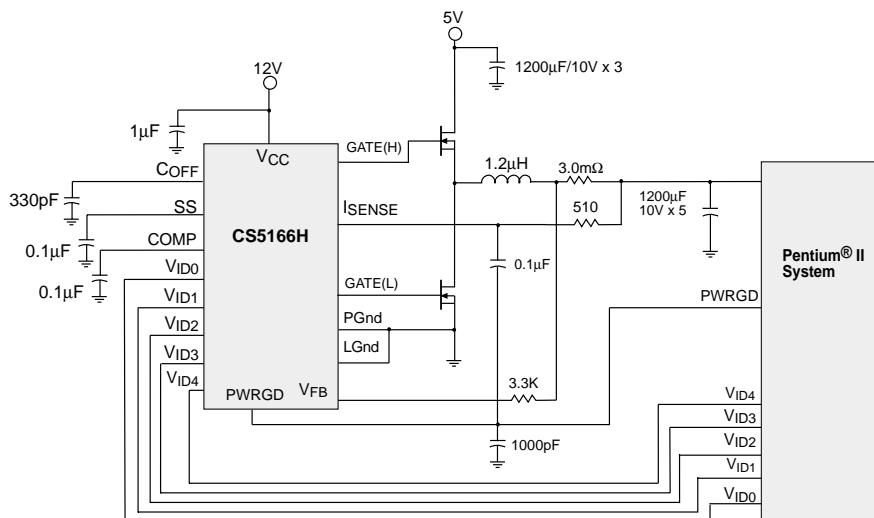 5V
1200µF/10V x 3
12V
1µF
VCC
GATE(H)
COFF
1.2µH
3.0mΩ
330pF
SS
ISENSE
510
1200µF
10V x 5
CS5166H
COMP
0.1µF
VID0
0.1µF
0.1µF
Pentium® II
System
VID1
GATE(L)
PWRGD
VID2
PGnd
VID3
LGnd
VID4
PWRGD
VFB
3.3K
VID4
VID3
1000pF
VID2
VID1
VID0